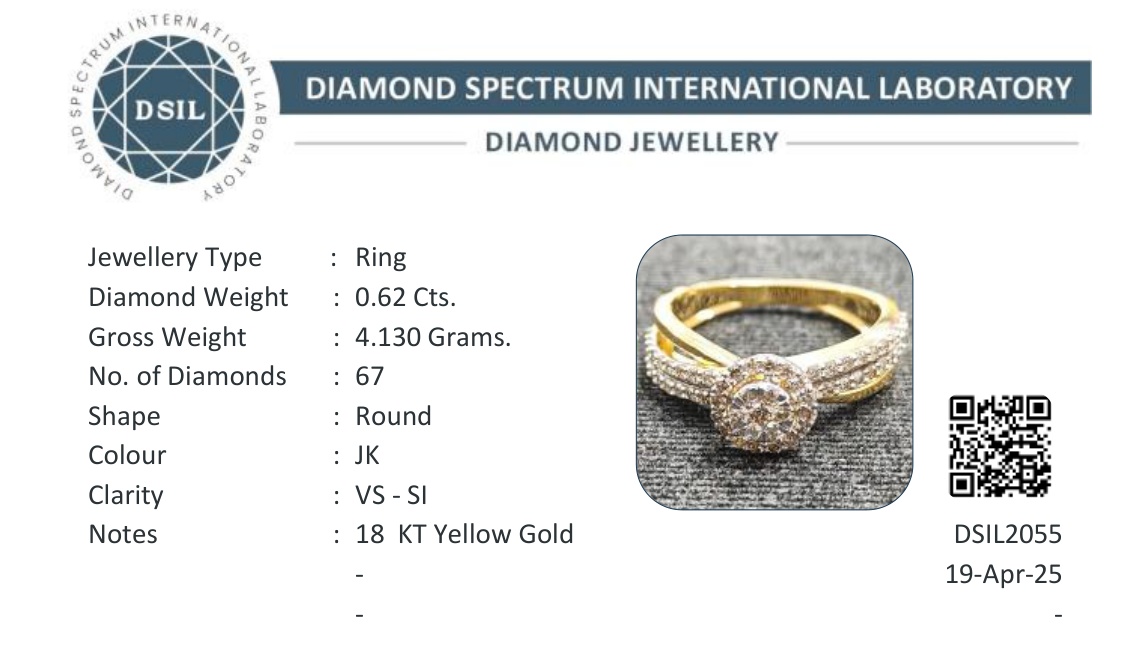 DIAMOND SPECTRUM INTERNATIONAL LABORATORY
DSIL
DIAMOND SPECTRUM INTERNATIONAL LABORATORY
DIAMOND JEWELLERY
Jewellery Type : Ring
Diamond Weight : 0.62 Cts.
Gross Weight : 4.130 Grams.
No. of Diamonds : 67
Shape : Round
Colour : JK
Clarity : VS - SI
Notes : 18 KT Yellow Gold
-
-
DSIL2055
19-Apr-25
-